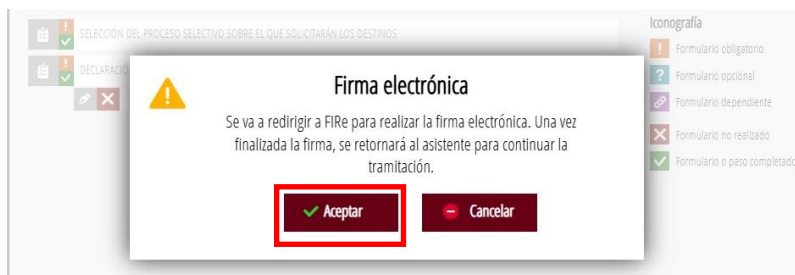 SELECCIÓN DEL PROCESO SELECTIVO SOBRE EL QUE SOLICITARÁN LOS DESTINOS
DECLARACIÓ
Firma electrónica
Se va a redirigir a FIRe para realizar la firma electrónica. Una vez
finalizada la firma, se retornará al asistente para continuar la
tramitación.
Aceptar
Cancelar
Iconografía
Formulario obligatorio
Formulario opcional
Formulario dependiente
Formulario no realizado
Formulario o paso completado